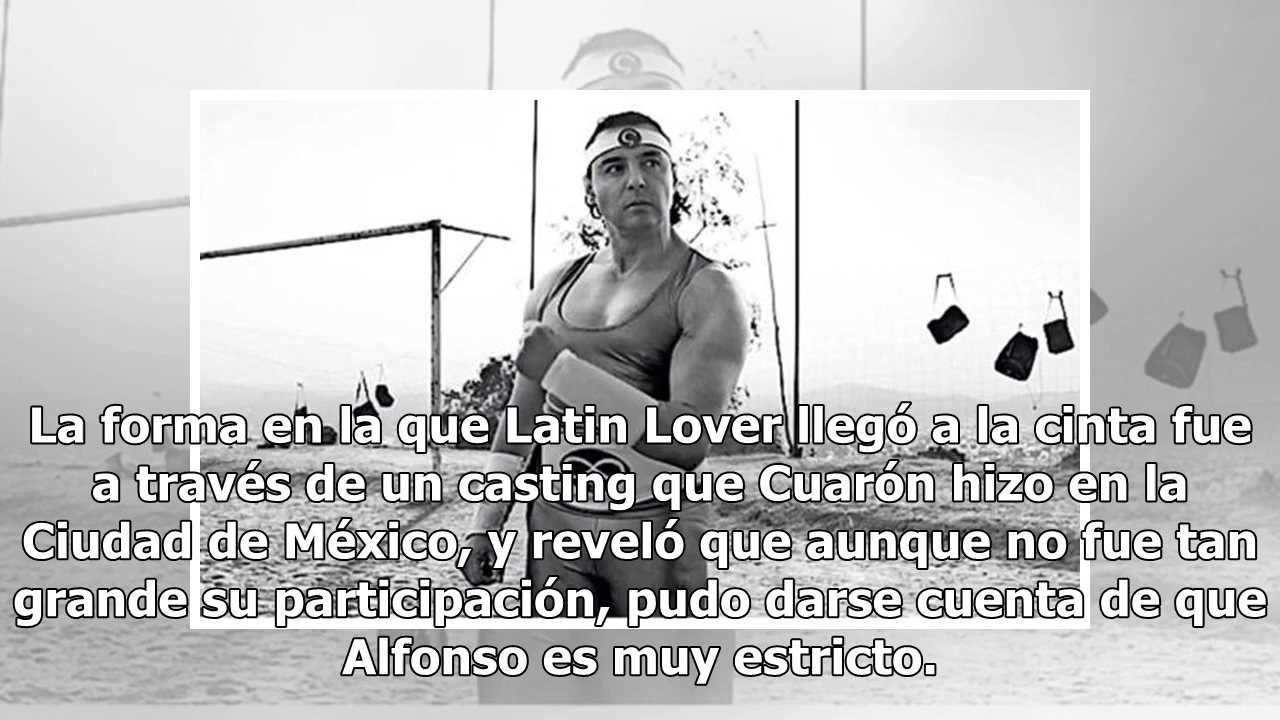 La forma en la que Latin Lover llegó a la cinta fue
a través de un casting que Cuarón hizo en la
Ciudad de México, y reveló que aunque no fue tan
grande su participación, pudo darse cuenta de que
Alfonso es muy estricto.